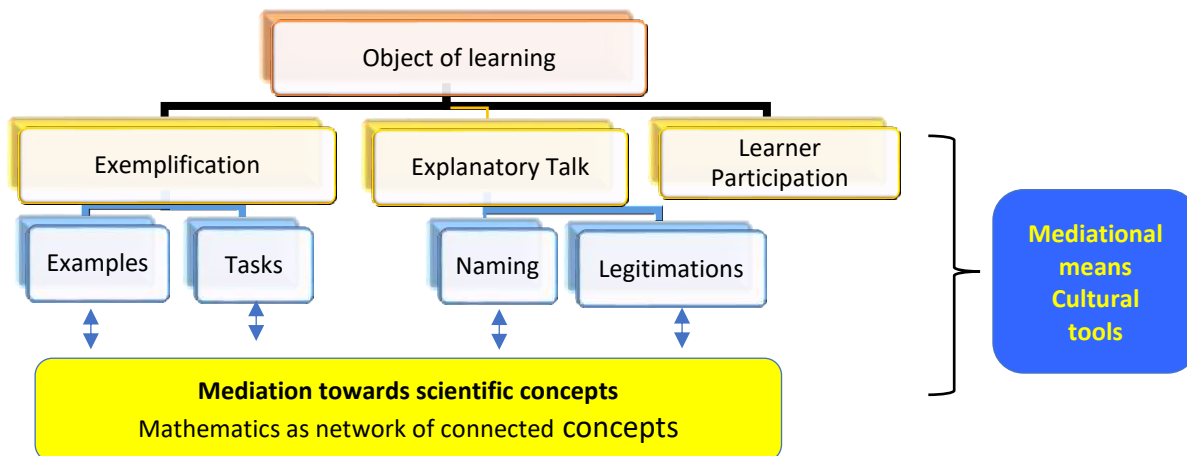 Object of learning
Exemplification
Explanatory Talk
Learner
Participation
Examples
Tasks
Naming
Legitimations
Mediational
means
Cultural
tools
Mediation towards scientific concepts
Mathematics as network of connected concepts